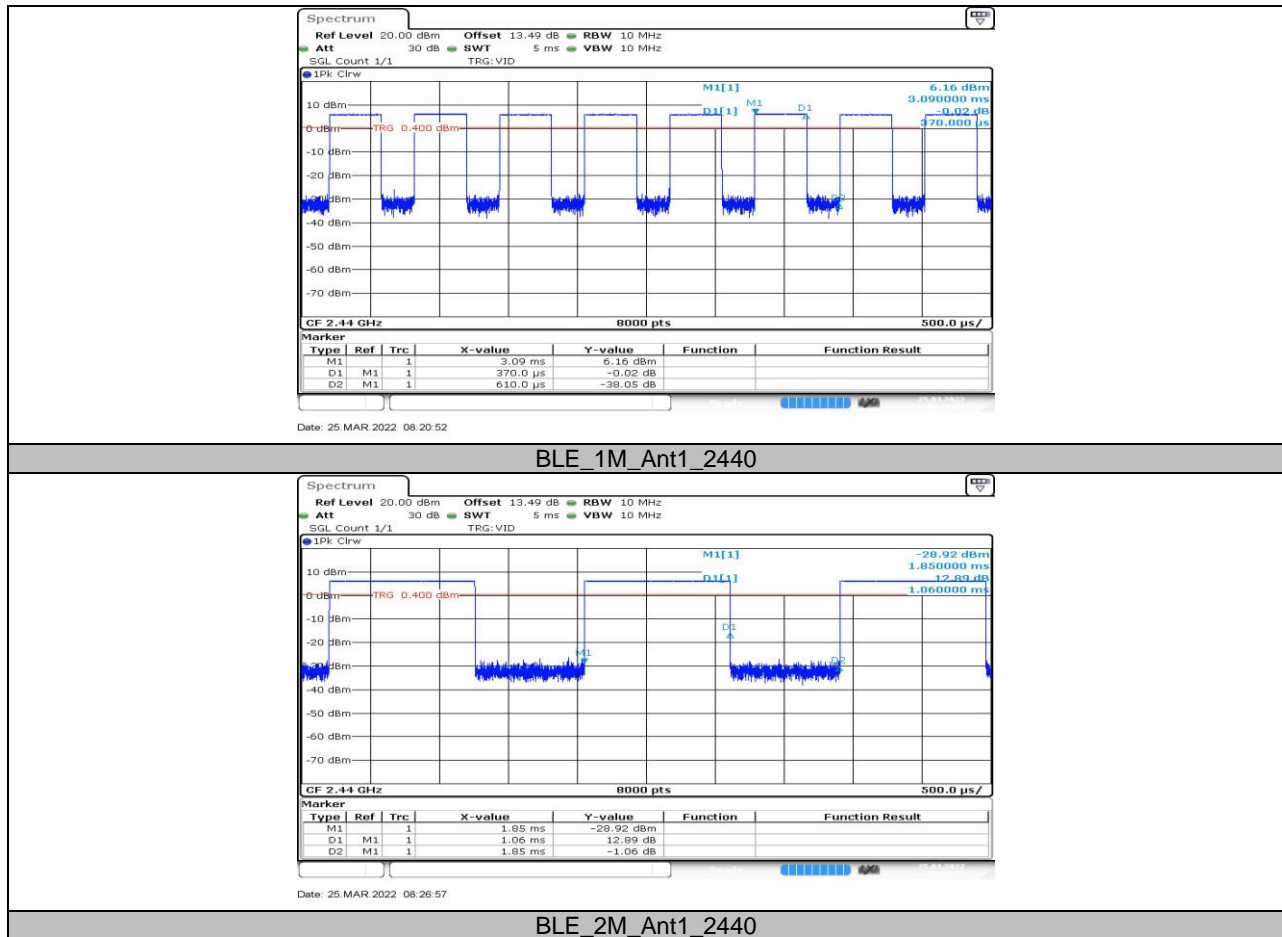 Spectrum
Ref Level 20.00 dBm Offset 13.49 dB RBW 10 MHz
Att 30 dB SWT 5 ms VBW 10 MHz
SGL Count 1/1 TRG:VID
1Pk Clrw
M1[1] 6.16 dBm
3.090000 ms
10 dBm
D1[1] -0.02 dB
370.000 µs
M1
D1
0 dBm
TRG 0.400 dBm
-10 dBm
-20 dBm
D2
-40 dBm
-50 dBm
-60 dBm
-70 dBm
CF 2.44 GHz 8000 pts 500.0 µs/
Marker
Type Ref Trc X-value Y-value Function Function Result
M1 1 3.09 ms 6.16 dBm
D1 M1 1 370.0 µs -0.02 dB
D2 M1 1 610.0 µs -38.05 dB
Date: 25.MAR.2022 08:20:52
BLE_1M_Ant1_2440
Spectrum
Ref Level 20.00 dBm Offset 13.49 dB RBW 10 MHz
Att 30 dB SWT 5 ms VBW 10 MHz
SGL Count 1/1 TRG:VID
1Pk Clrw
M1[1] -28.92 dBm
1.850000 ms
10 dBm
D1[1] 12.89 dB
1.060000 ms
0 dBm
TRG 0.400 dBm
-10 dBm
D1
-20 dBm
M1
D2
-40 dBm
-50 dBm
-60 dBm
-70 dBm
CF 2.44 GHz 8000 pts 500.0 µs/
Marker
Type Ref Trc X-value Y-value Function Function Result
M1 1 1.85 ms -28.92 dBm
D1 M1 1 1.06 ms 12.89 dB
D2 M1 1 1.85 ms -1.06 dB
Date: 25.MAR.2022 08:26:57
BLE_2M_Ant1_2440